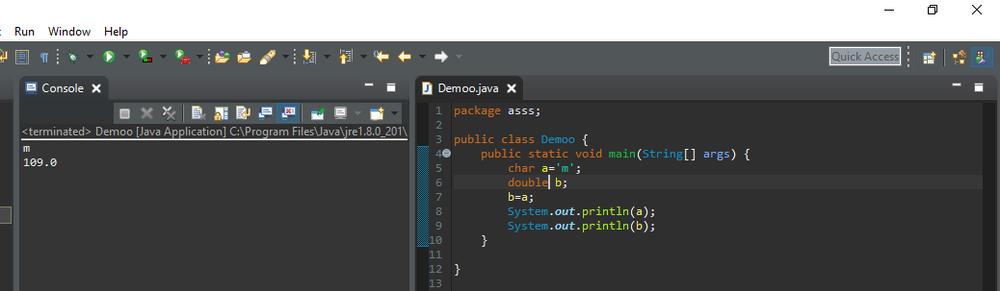 Run Window Help
Quick Access
Console
<terminated> Demoo [Java Application] C:\Program Files\Java\jre1.8.0_201\
m
109.0
Demoo.java
1 package asss;
2
3 public class Demoo {
4 public static void main(String[] args) {
5 char a='m';
6 double b;
7 b=a;
8 System.out.println(a);
9 System.out.println(b);
10 }
11
12 }
13